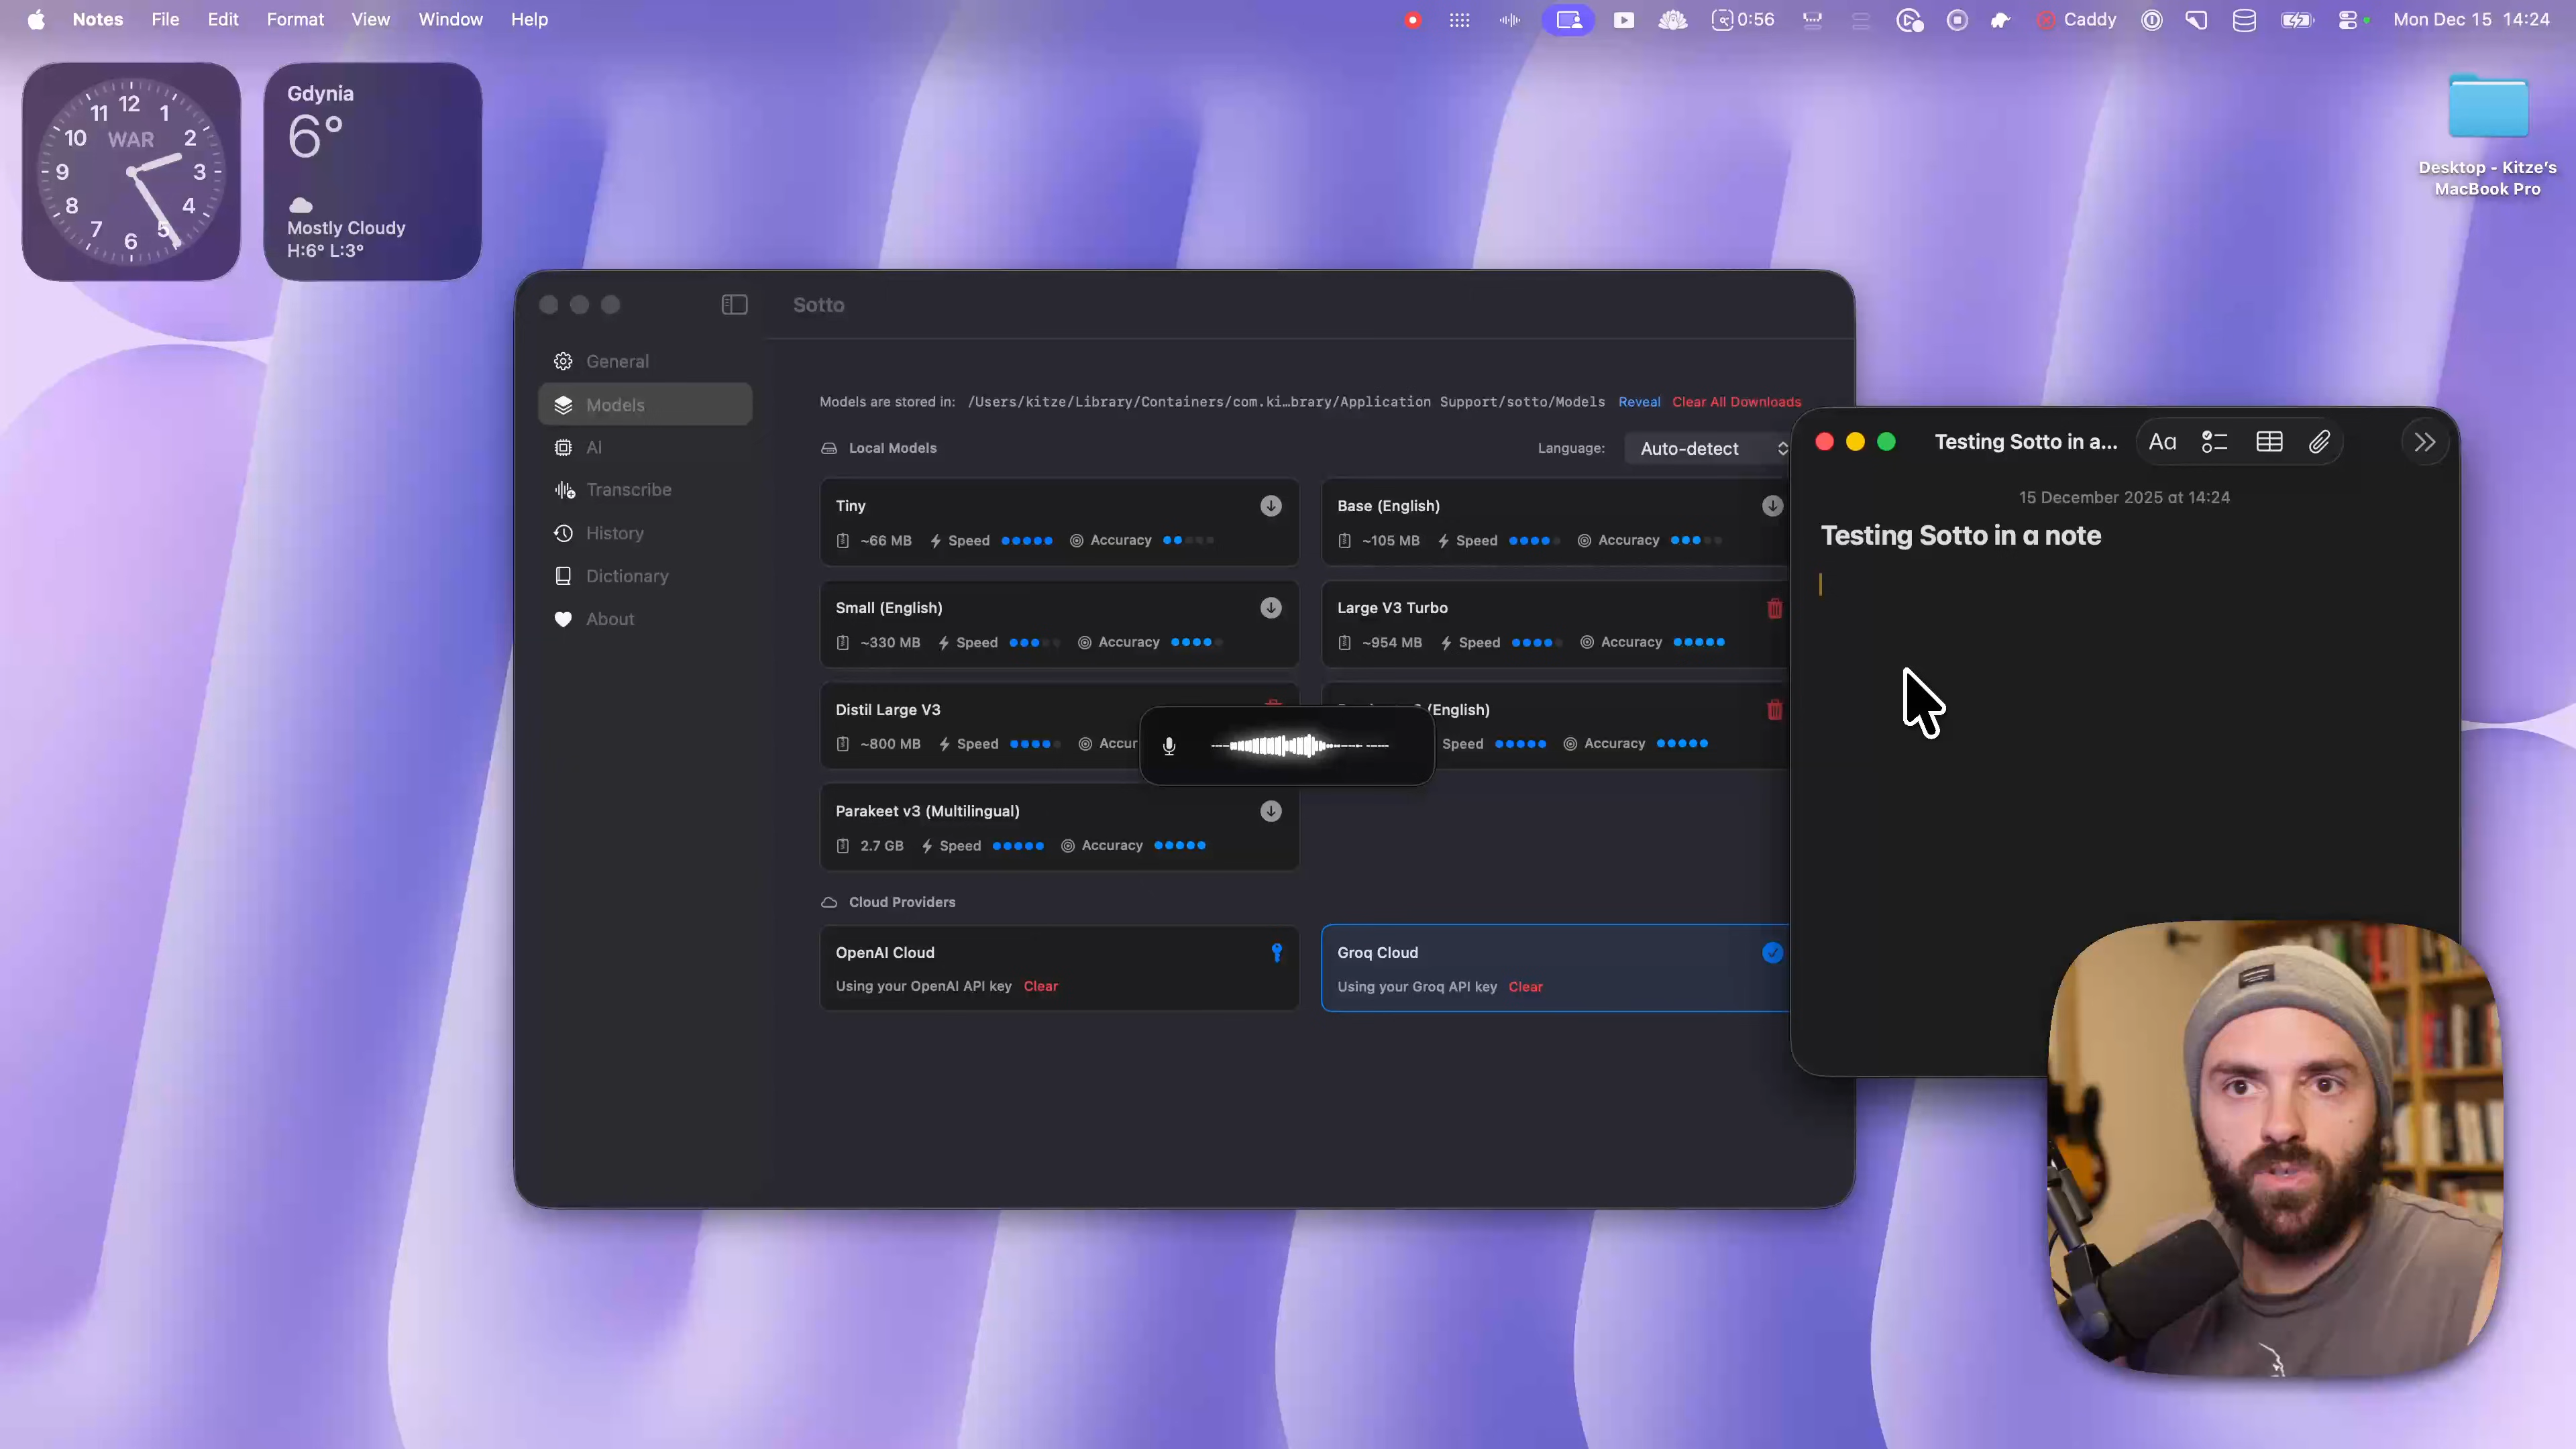 Notes File Edit Format View Window Help
0:56 Caddy Mon Dec 15 14:24
12
11 1
10 WAR 2
9 3
8 4
7 5
6
Gdynia
6°
Mostly Cloudy
H:6° L:3°
Desktop - Kitze's
MacBook Pro
Sotto
General
Models
AI
Transcribe
History
Dictionary
About
Models are stored in: /Users/kitze/Library/Containers/com.ki…brary/Application Support/sotto/Models Reveal Clear All Downloads
Local Models Language: Auto-detect
Tiny
~66 MB Speed Accuracy
Base (English)
~105 MB Speed Accuracy
Small (English)
~330 MB Speed Accuracy
Large V3 Turbo
~954 MB Speed Accuracy
Distil Large V3
~800 MB Speed Accur
(English)
Speed Accuracy
Parakeet v3 (Multilingual)
2.7 GB Speed Accuracy
Cloud Providers
OpenAI Cloud
Using your OpenAI API key Clear
Groq Cloud
Using your Groq API key Clear
Testing Sotto in a... Aa
15 December 2025 at 14:24
Testing Sotto in a note